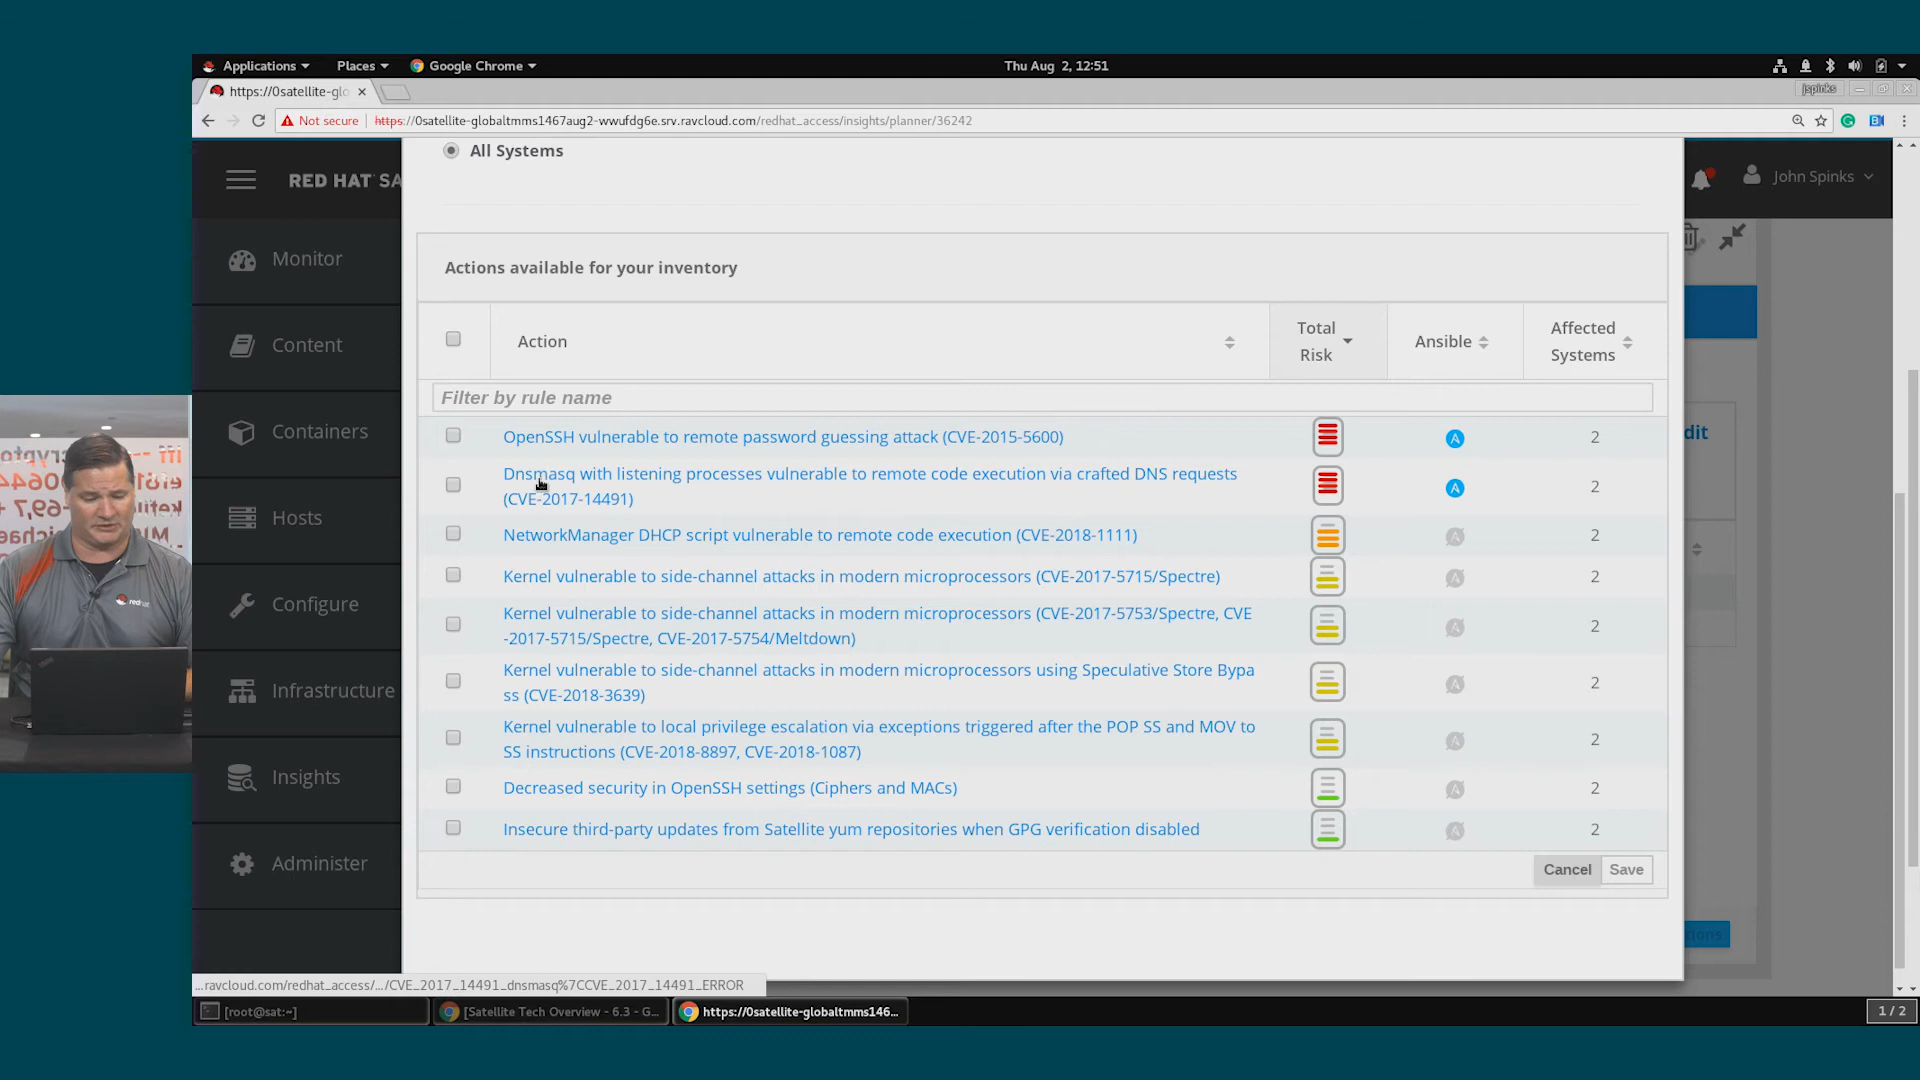 Applications
Places
Google Chrome
Thu Aug 2, 12:51
https://0satellite-glo
jspinks
Not secure
https://0satellite-globaltmms1467aug2-wwufdg6e.srv.ravcloud.com/redhat_access/insights/planner/36242
All Systems
RED HAT SA
John Spinks
Monitor
Content
Containers
Hosts
Configure
Infrastructure
Insights
Administer
Actions available for your inventory
Action
Total Risk
Ansible
Affected Systems
Filter by rule name
OpenSSH vulnerable to remote password guessing attack (CVE-2015-5600)
2
Dnsmasq with listening processes vulnerable to remote code execution via crafted DNS requests
(CVE-2017-14491)
2
NetworkManager DHCP script vulnerable to remote code execution (CVE-2018-1111)
2
Kernel vulnerable to side-channel attacks in modern microprocessors (CVE-2017-5715/Spectre)
2
Kernel vulnerable to side-channel attacks in modern microprocessors (CVE-2017-5753/Spectre, CVE
-2017-5715/Spectre, CVE-2017-5754/Meltdown)
2
Kernel vulnerable to side-channel attacks in modern microprocessors using Speculative Store Bypa
ss (CVE-2018-3639)
2
Kernel vulnerable to local privilege escalation via exceptions triggered after the POP SS and MOV to
SS instructions (CVE-2018-8897, CVE-2018-1087)
2
Decreased security in OpenSSH settings (Ciphers and MACs)
2
Insecure third-party updates from Satellite yum repositories when GPG verification disabled
2
Cancel
Save
dit
tions
redhat
...ravcloud.com/redhat_access/.../CVE_2017_14491_dnsmasq%7CCVE_2017_14491_ERROR
[root@sat:~]
[Satellite Tech Overview - 6.3 - G...
https://0satellite-globaltmms146...
1 / 2